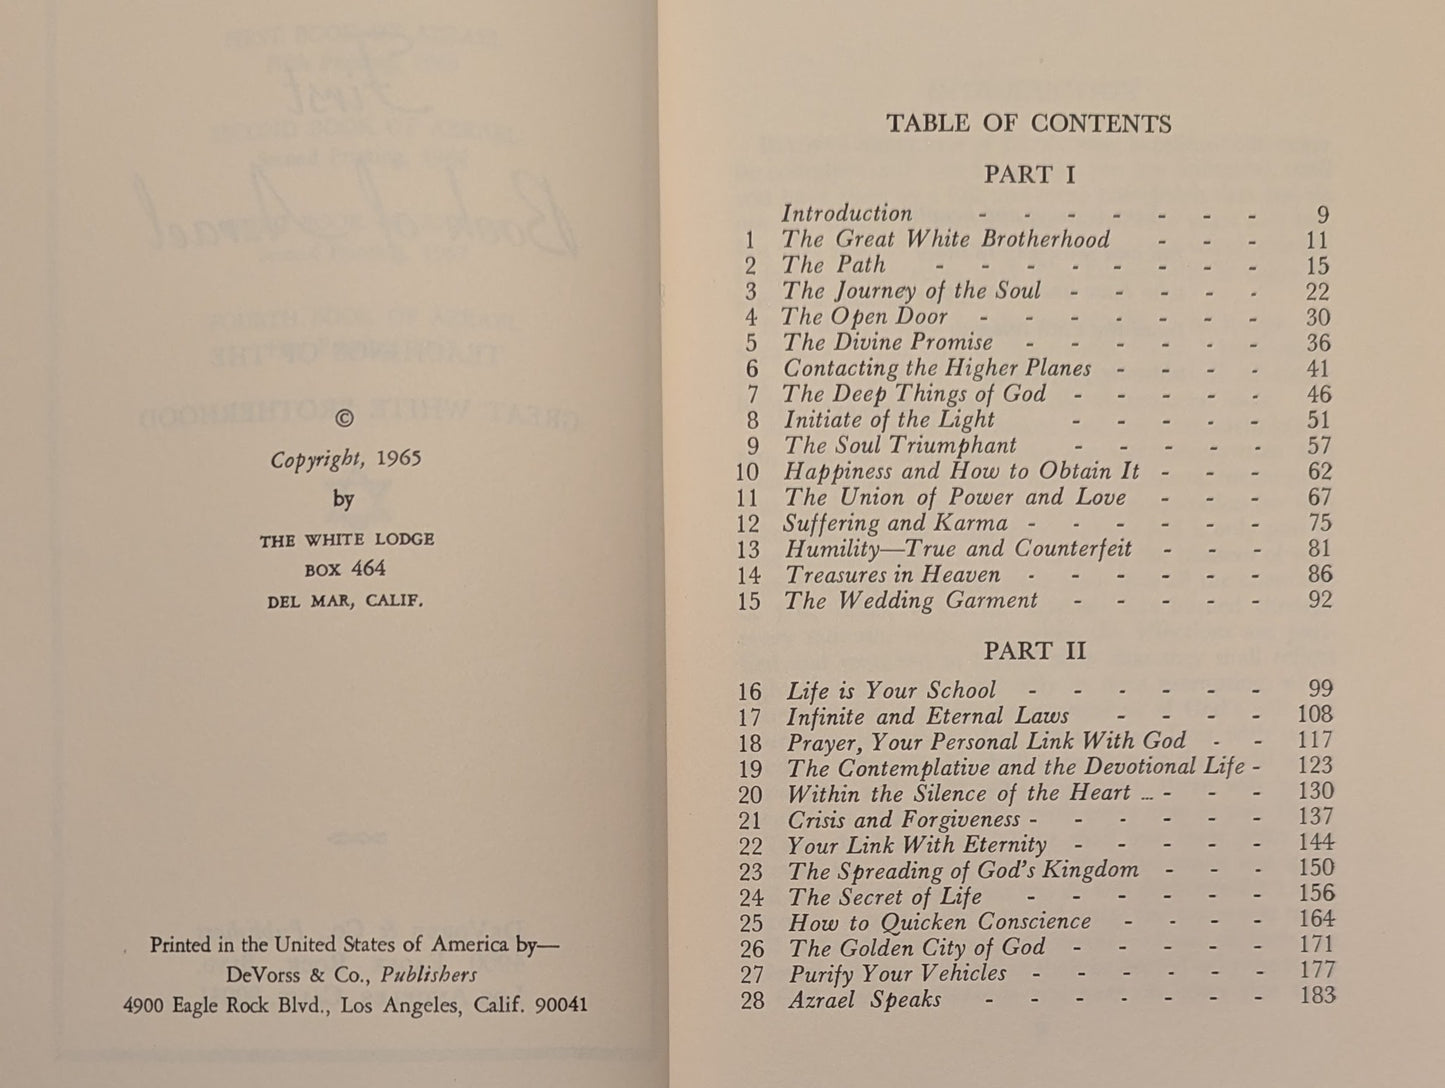 ©
Copyright, 1965
by
THE WHITE LODGE
BOX 464
DEL MAR, CALIF.
Printed in the United States of America by—
DeVorss & Co., Publishers
4900 Eagle Rock Blvd., Los Angeles, Calif. 90041
TABLE OF CONTENTS
PART I
Introduction - - - - - - - 9
1 The Great White Brotherhood - - - 11
2 The Path - - - - - - - - 15
3 The Journey of the Soul - - - - - 22
4 The Open Door - - - - - - - 30
5 The Divine Promise - - - - - - 36
6 Contacting the Higher Planes - - - - 41
7 The Deep Things of God - - - - - 46
8 Initiate of the Light - - - - - 51
9 The Soul Triumphant - - - - - 57
10 Happiness and How to Obtain It - - - 62
11 The Union of Power and Love - - - 67
12 Suffering and Karma - - - - - - 75
13 Humility—True and Counterfeit - - - 81
14 Treasures in Heaven - - - - - - 86
15 The Wedding Garment - - - - - 92
PART II
16 Life is Your School - - - - - - 99
17 Infinite and Eternal Laws - - - - 108
18 Prayer, Your Personal Link With God - - 117
19 The Contemplative and the Devotional Life - 123
20 Within the Silence of the Heart ... - - - 130
21 Crisis and Forgiveness - - - - - - 137
22 Your Link With Eternity - - - - - 144
23 The Spreading of God's Kingdom - - - 150
24 The Secret of Life - - - - - - 156
25 How to Quicken Conscience - - - - 164
26 The Golden City of God - - - - - 171
27 Purify Your Vehicles - - - - - - 177
28 Azrael Speaks - - - - - - - 183